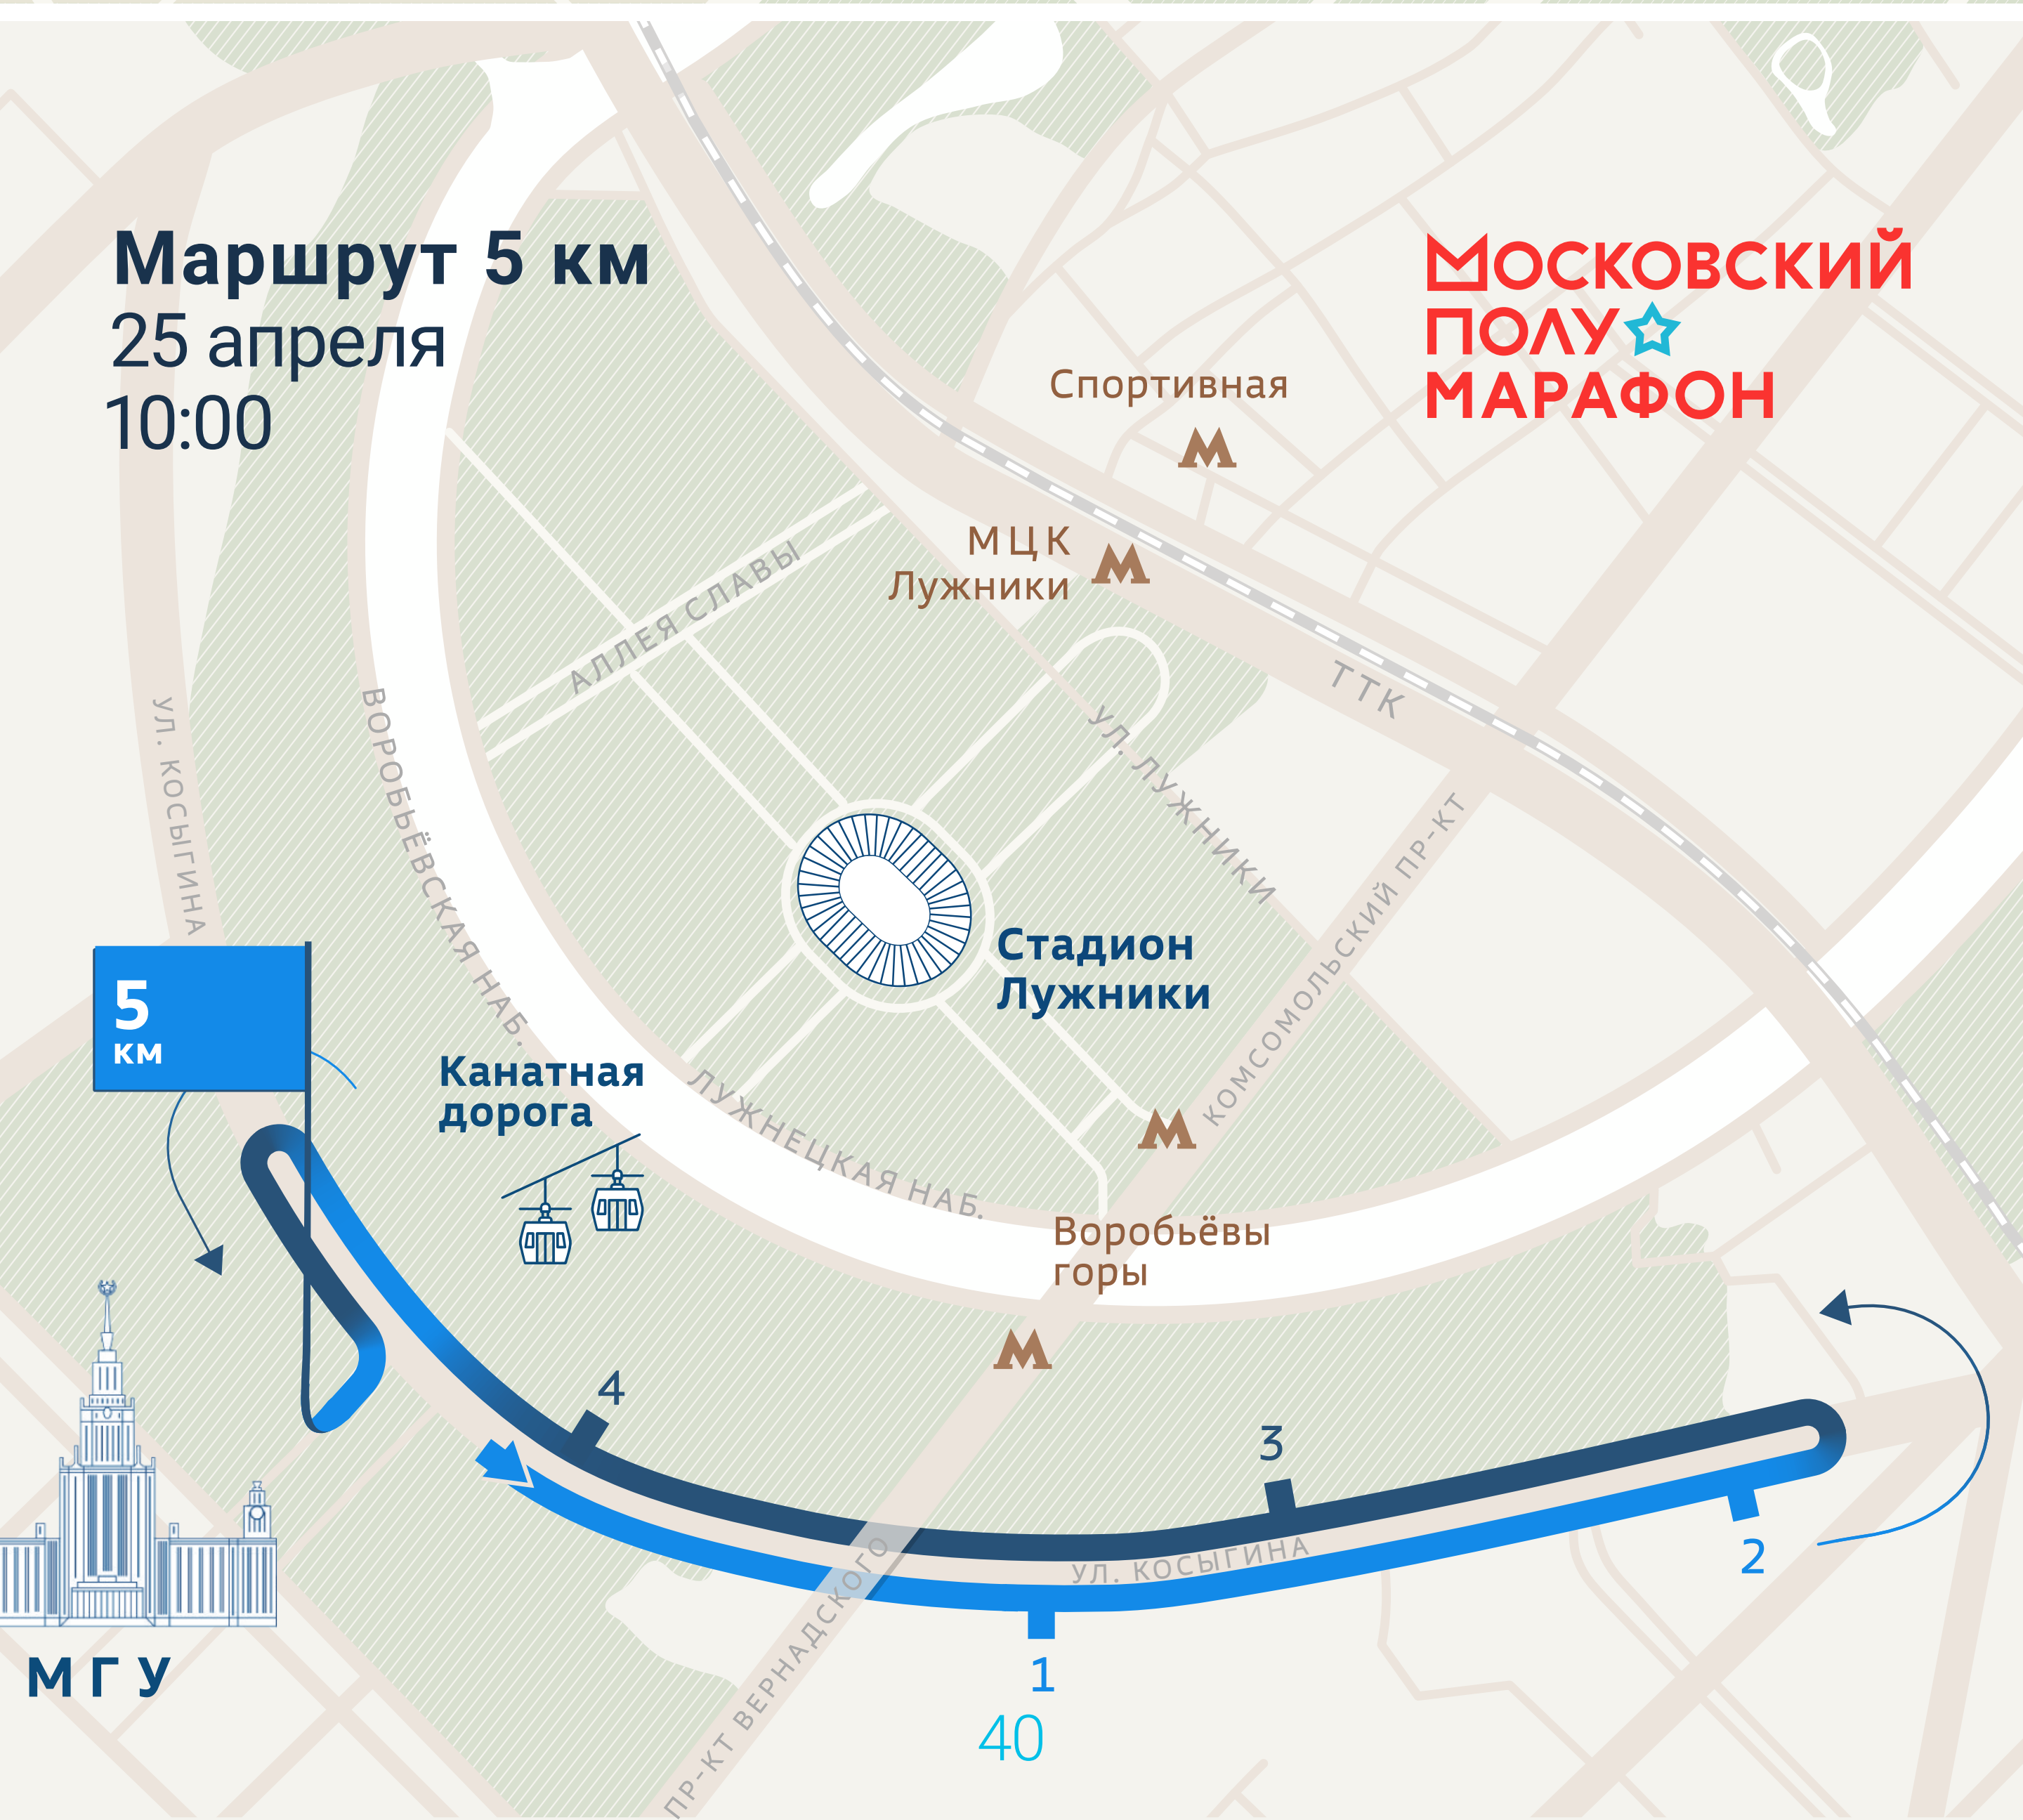 Маршрут 5 км
25 апреля
10:00
МОСКОВСКИЙ
ПОЛУ
МАРАФОН
Спортивная
МЦК
Лужники
АЛЛЕЯ СЛАВЫ
ТТК
УЛ. КОСЫГИНА
ВОРОБЬЁВСКАЯ НАБ.
УЛ. ЛУЖНИКИ
КОМСОМОЛЬСКИЙ ПР-КТ
Стадион
Лужники
5
км
Канатная
дорога
ЛУЖНЕЦКАЯ НАБ.
Воробьёвы
горы
4
3
УЛ. КОСЫГИНА
2
1
40
МГУ
ПР-КТ ВЕРНАДСКОГО